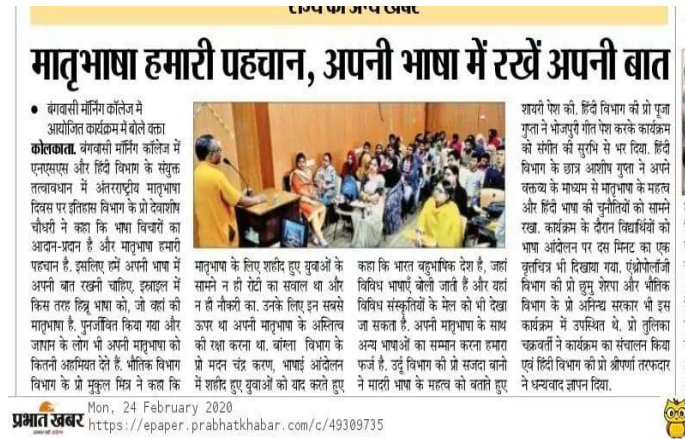 राज्य की अन्य खबरें
मातृभाषा हमारी पहचान, अपनी भाषा में रखें अपनी बात
● बंगवासी मॉर्निंग कॉलेज में
आयोजित कार्यक्रम में बोले वक्ता
कोलकाता. बंगवासी मॉर्निंग कॉलेज में
एनएसएस और हिंदी विभाग के संयुक्त
तत्वावधान में अंतरराष्ट्रीय मातृभाषा
दिवस पर इतिहास विभाग के प्रो देवाशीष
चौधरी ने कहा कि भाषा विचारों का
आदान-प्रदान है और मातृभाषा हमारी
पहचान है. इसलिए हमें अपनी भाषा में
अपनी बात रखनी चाहिए, इस्राइल में
किस तरह हिब्रू भाषा को, जो वहां की
मातृभाषा है. पुनर्जीवित किया गया और
जापान के लोग भी अपनी मातृभाषा को
कितनी अहमियत देते हैं. भौतिक विभाग
विभाग के प्रो मुकुल मिश्र ने कहा कि
मातृभाषा के लिए शहीद हुए युवाओं के
सामने न ही रोटी का सवाल था और
न ही नौकरी का. उनके लिए इन सबसे
ऊपर था अपनी मातृभाषा के अस्तित्व
की रक्षा करना था. बांग्ला विभाग के
प्रो मदन चंद्र करण, भाषाई आंदोलन
में शहीद हुए युवाओं को याद करते हुए
कहा कि भारत बहुभाषिक देश है, जहां
विविध भाषाएँ बोली जाती हैं और यहां
विविध संस्कृतियों के मेल को भी देखा
जा सकता है. अपनी मातृभाषा के साथ
अन्य भाषाओं का सम्मान करना हमारा
फर्ज है. उर्दू विभाग की प्रो सजदा बानो
ने मादरी भाषा के महत्व को बताते हुए
शायरी पेश की. हिंदी विभाग की प्रो पूजा
गुप्ता ने भोजपुरी गीत पेश करके कार्यक्रम
को संगीत की सुरभि से भर दिया. हिंदी
विभाग के छात्र आशीष गुप्ता ने अपने
वक्तव्य के माध्यम से मातृभाषा के महत्व
और हिंदी भाषा की चुनौतियों को सामने
रखा. कार्यक्रम के दौरान विद्यार्थियों को
भाषा आंदोलन पर दस मिनट का एक
वृतचित्र भी दिखाया गया. एंथ्रोपोलॉजी
विभाग की प्रो छुमु शेरपा और भौतिक
विभाग के प्रो अनिन्द्य सरकार भी इस
कार्यक्रम में उपस्थित थे. प्रो तुलिका
चक्रवर्ती ने कार्यक्रम का संचालन किया
एवं हिंदी विभाग की प्रो श्रीपर्णा तरफदार
ने धन्यवाद ज्ञापन दिया.
प्रभात खबर
Mon, 24 February 2020
https://epaper.prabhatkhabar.com/c/49309735